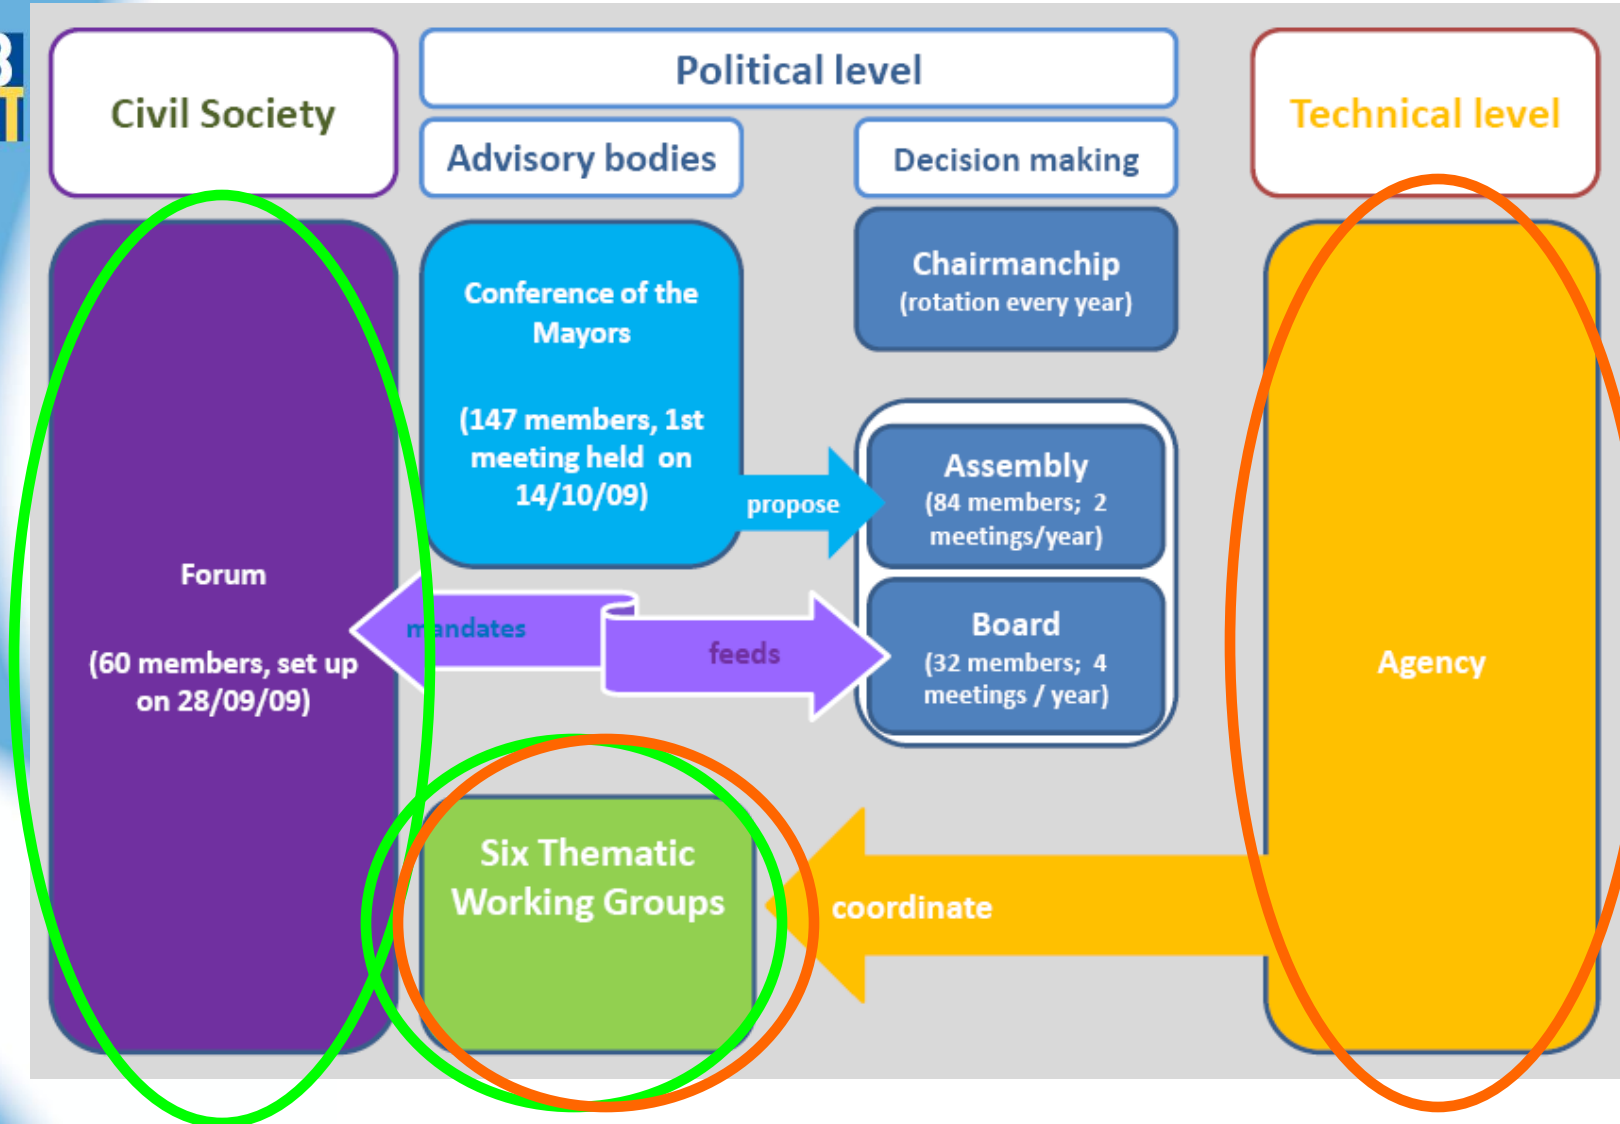 Civil Society
Political level
Advisory bodies
Decision making
Technical level
Forum
(60 members, set up
on 28/09/09)
Conference of the
Mayors
(147 members, 1st
meeting held on
14/10/09)
propose
Chairmanchip
(rotation every year)
Assembly
(84 members; 2
meetings/year)
Board
(32 members; 4
meetings / year)
mandates
feeds
Six Thematic
Working Groups
coordinate
Agency